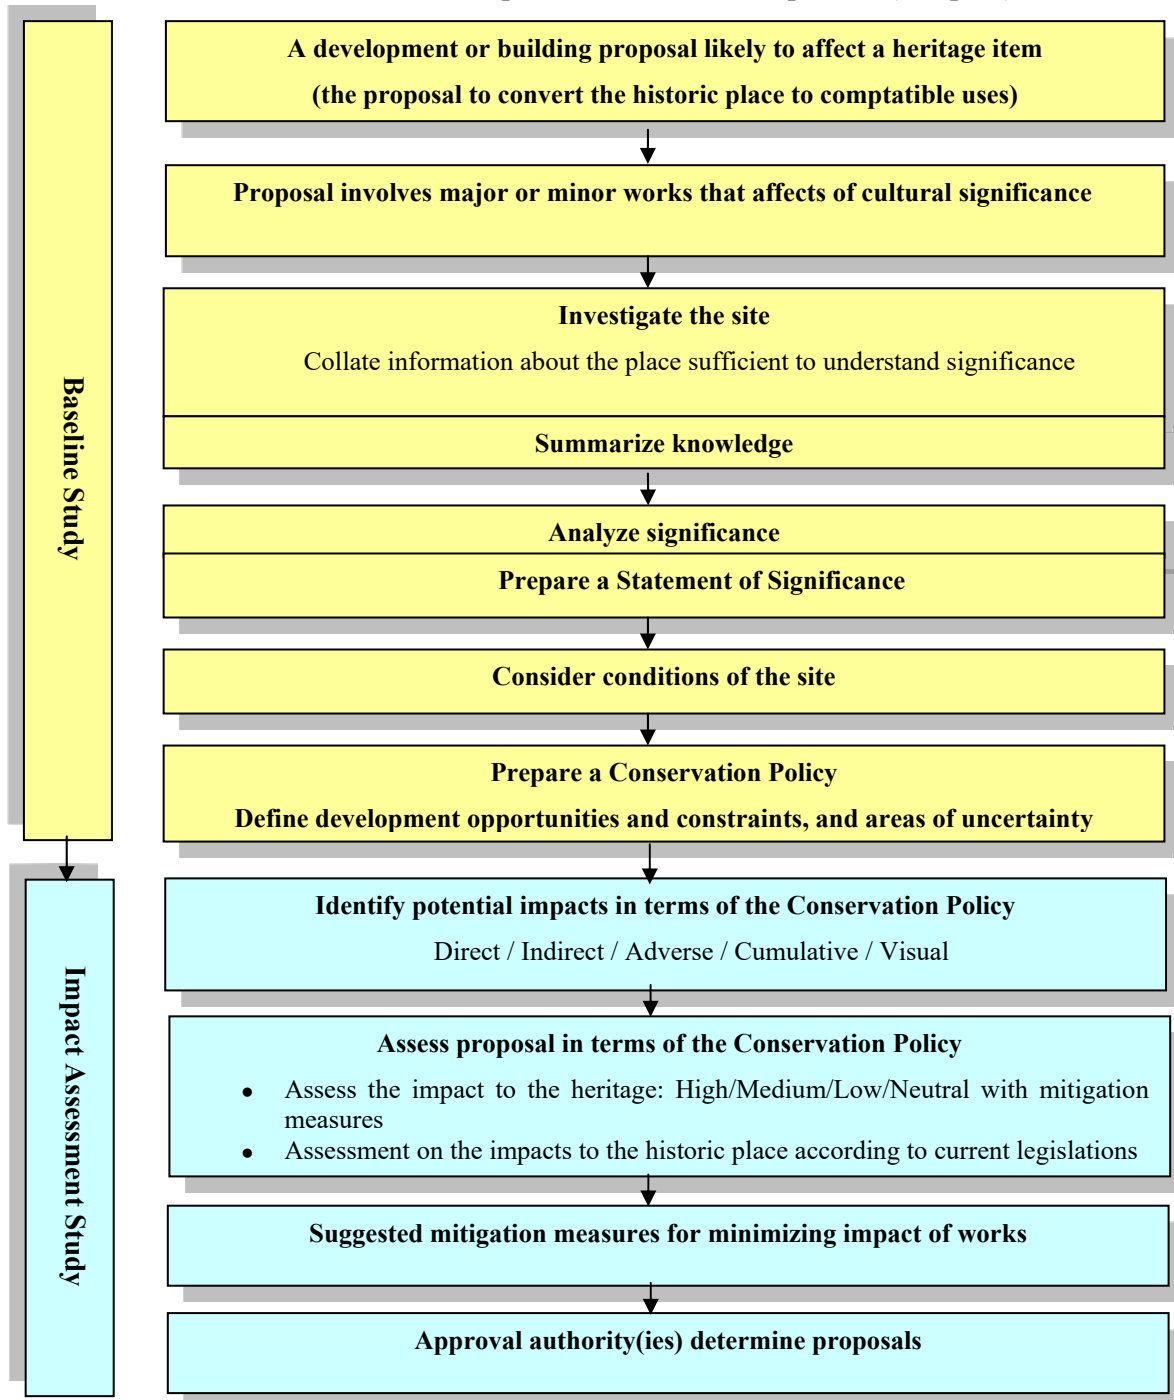 A development or building proposal likely to affect a heritage item
(the proposal to convert the historic place to comptatible uses)
Proposal involves major or minor works that affects of cultural significance
Investigate the site
Collate information about the place sufficient to understand significance
Summarize knowledge
Analyze significance
Prepare a Statement of Significance
Consider conditions of the site
Prepare a Conservation Policy
Define development opportunities and constraints, and areas of uncertainty
Baseline Study
Identify potential impacts in terms of the Conservation Policy
Direct / Indirect / Adverse / Cumulative / Visual
Assess proposal in terms of the Conservation Policy
• Assess the impact to the heritage: High/Medium/Low/Neutral with mitigation
measures
• Assessment on the impacts to the historic place according to current legislations
Suggested mitigation measures for minimizing impact of works
Approval authority(ies) determine proposals
Impact Assessment Study